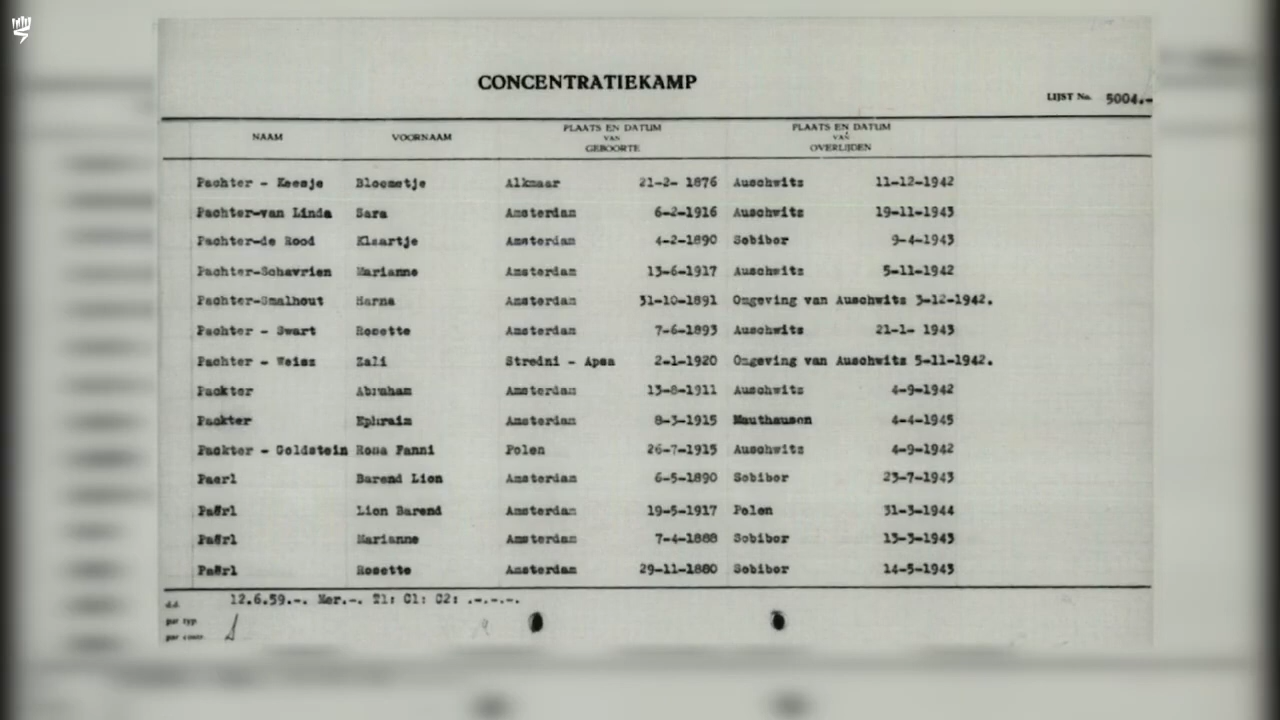 CONCENTRATIEKAMP
LIJST No. 5004.-
NAAM VOORNAAM PLAATS EN DATUM VAN GEBOORTE PLAATS EN DATUM VAN OVERLIJDEN
Pachter - Keesje Bloemetje Alkmaar 21-2- 1876 Auschwitz 11-12-1942
Pachter-van Linda Sara Amsterdam 6-2-1916 Auschwitz 19-11-1943
Pachter-de Rood Klaartje Amsterdam 4-2-1890 Sobibor 9-4-1943
Pachter-Schavrien Marianne Amsterdam 13-6-1917 Auschwitz 5-11-1942
Pachter-Smalhout Harna Amsterdam 31-10-1891 Omgeving van Auschwitz 3-12-1942.
Pachter - Swart Rosette Amsterdam 7-6-1893 Auschwitz 21-1- 1943
Pachter - Weisz Zali Stredni - Apsa 2-1-1920 Omgeving van Auschwitz 5-11-1942.
Packter Abraham Amsterdam 13-8-1911 Auschwitz 4-9-1942
Packter Ephraim Amsterdam 8-3-1915 Mauthausen 4-4-1945
Packter - Goldstein Rosa Fanni Polen 26-7-1915 Auschwitz 4-9-1942
Paerl Barend Lion Amsterdam 6-5-1890 Sobibor 23-7-1943
Paërl Lion Barend Amsterdam 19-5-1917 Polen 31-3-1944
Paërl Marianne Amsterdam 7-4-1888 Sobibor 13-3-1943
Paërl Rosette Amsterdam 29-11-1880 Sobibor 14-5-1943
d.d. 12.6.59.-. Mer.-. T1: C1: C2: .-.-.-.
par typ.
par contr.